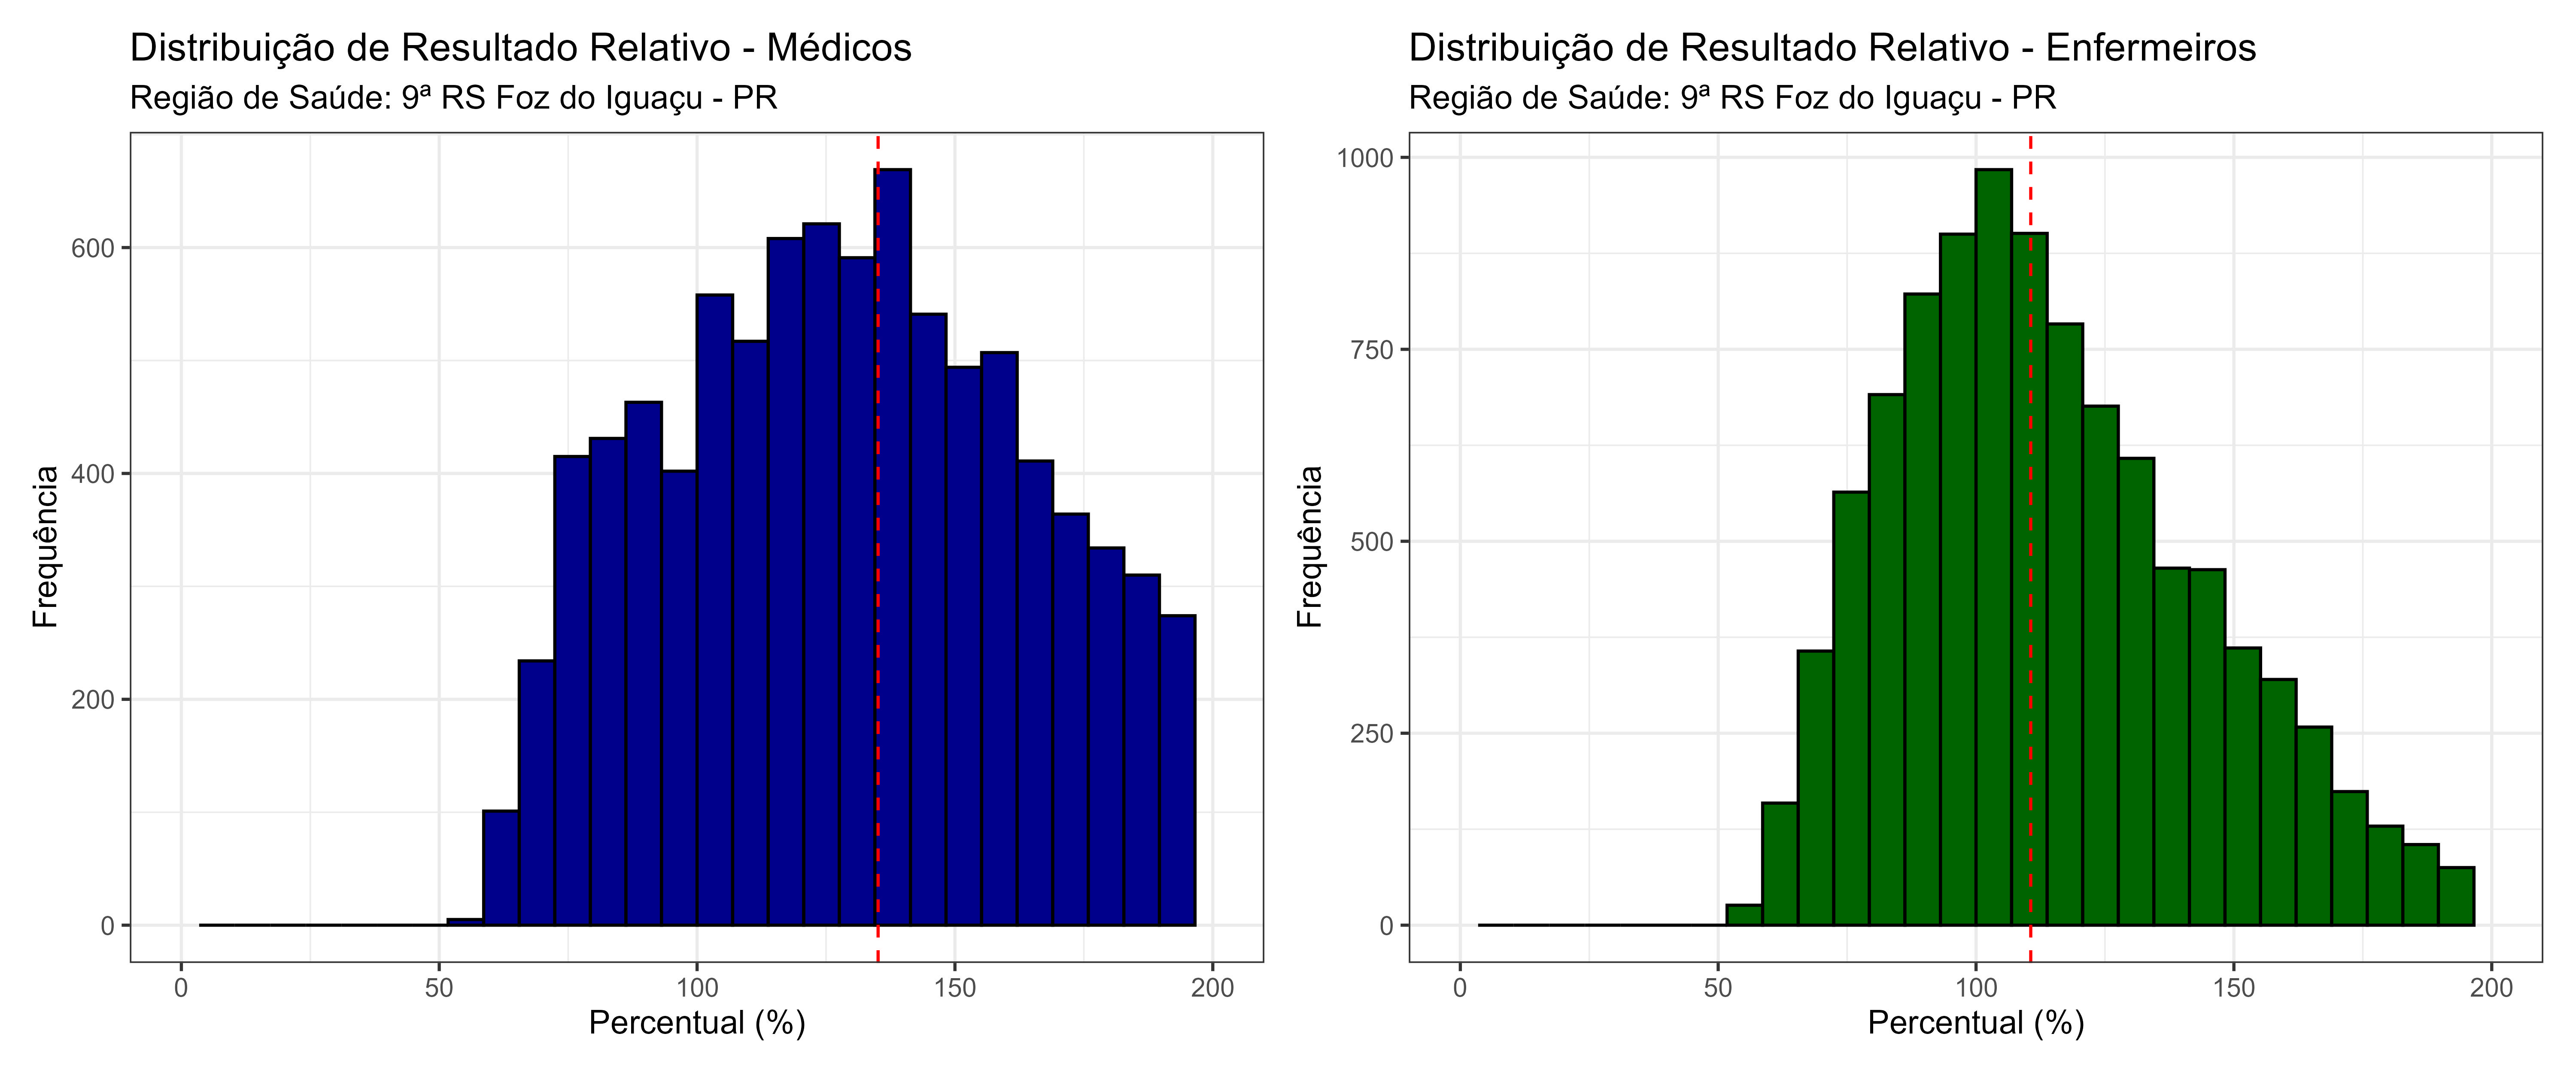 Distribuição de Resultado Relativo - Médicos
Região de Saúde: 9ª RS Foz do Iguaçu - PR
600
400
200
0
Frequência
0 50 100 150 200
Percentual (%)
Distribuição de Resultado Relativo - Enfermeiros
Região de Saúde: 9ª RS Foz do Iguaçu - PR
1000
750
500
250
0
Frequência
0 50 100 150 200
Percentual (%)